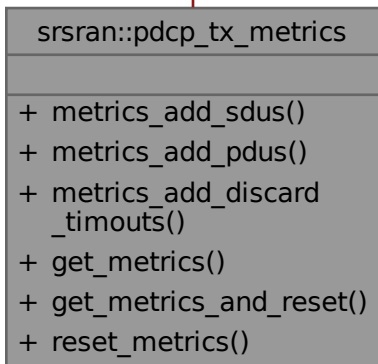 srsran::pdcp_tx_metrics
+ metrics_add_sdus()
+ metrics_add_pdus()
+ metrics_add_discard
_timouts()
+ get_metrics()
+ get_metrics_and_reset()
+ reset_metrics()